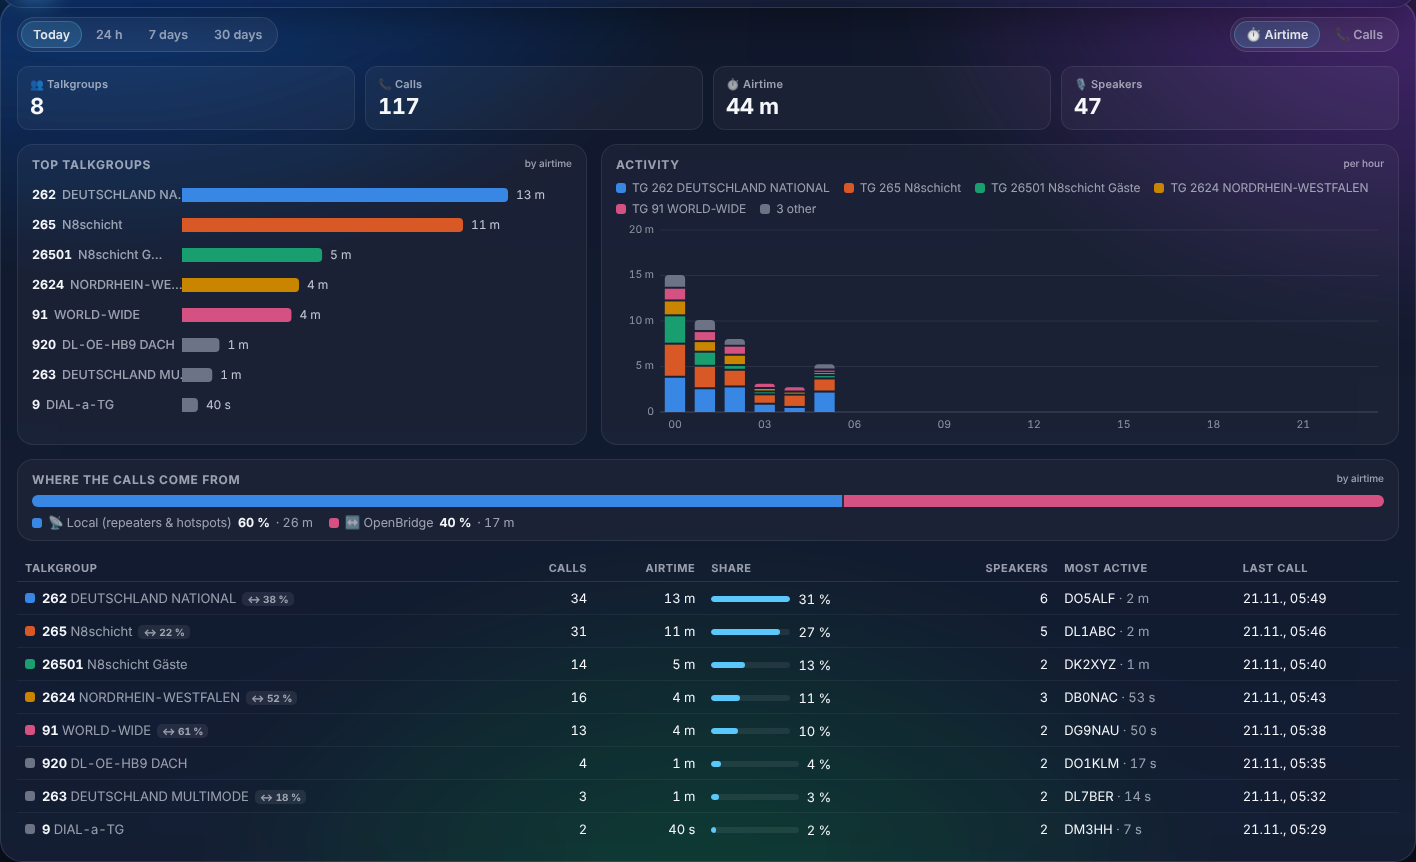 Today 24 h 7 days 30 days
⏱️ Airtime 📞 Calls
👥 Talkgroups
8
📞 Calls
117
⏱️ Airtime
44 m
🎙️ Speakers
47
TOP TALKGROUPS by airtime
262 DEUTSCHLAND NA… 13 m
265 N8schicht 11 m
26501 N8schicht G… 5 m
2624 NORDRHEIN-WE… 4 m
91 WORLD-WIDE 4 m
920 DL-OE-HB9 DACH 1 m
263 DEUTSCHLAND MU… 1 m
9 DIAL-a-TG 40 s
ACTIVITY per hour
TG 262 DEUTSCHLAND NATIONAL TG 265 N8schicht TG 26501 N8schicht Gäste TG 2624 NORDRHEIN-WESTFALEN
TG 91 WORLD-WIDE 3 other
20 m
15 m
10 m
5 m
0
00 03 06 09 12 15 18 21
WHERE THE CALLS COME FROM by airtime
📡 Local (repeaters & hotspots) 60 % · 26 m ↔️ OpenBridge 40 % · 17 m
TALKGROUP CALLS AIRTIME SHARE SPEAKERS MOST ACTIVE LAST CALL
262 DEUTSCHLAND NATIONAL ↔ 38 % 34 13 m 31 % 6 DO5ALF · 2 m 21.11., 05:49
265 N8schicht ↔ 22 % 31 11 m 27 % 5 DL1ABC · 2 m 21.11., 05:46
26501 N8schicht Gäste 14 5 m 13 % 2 DK2XYZ · 1 m 21.11., 05:40
2624 NORDRHEIN-WESTFALEN ↔ 52 % 16 4 m 11 % 3 DB0NAC · 53 s 21.11., 05:43
91 WORLD-WIDE ↔ 61 % 13 4 m 10 % 2 DG9NAU · 50 s 21.11., 05:38
920 DL-OE-HB9 DACH 4 1 m 4 % 2 DO1KLM · 17 s 21.11., 05:35
263 DEUTSCHLAND MULTIMODE ↔ 18 % 3 1 m 3 % 2 DL7BER · 14 s 21.11., 05:32
9 DIAL-a-TG 2 40 s 2 % 2 DM3HH · 7 s 21.11., 05:29